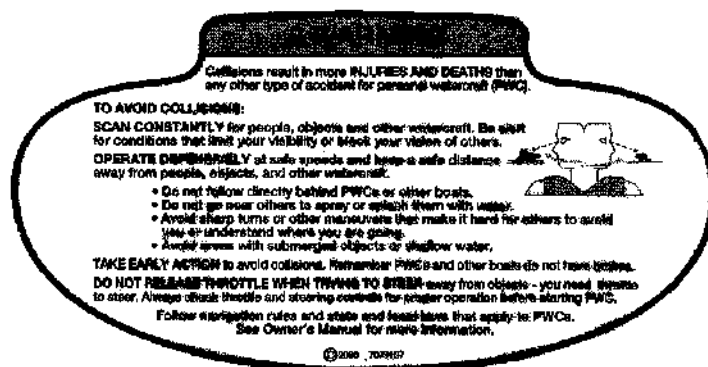 Collisions result in more INJURIES AND DEATHS than
any other type of accident for personal watercraft (PWC).
TO AVOID COLLISIONS:
SCAN CONSTANTLY for people, objects and other watercraft. Be alert
for conditions that limit your visibility or block your vision of others.
OPERATE DEFENSIVELY at safe speeds and keep a safe distance
away from people, objects, and other watercraft.
• Do not follow directly behind PWCs or other boats.
• Do not go near others to spray or splash them with water.
• Avoid sharp turns or other maneuvers that make it hard for others to avoid
you or understand where you are going.
• Avoid areas with submerged objects or shallow water.
TAKE EARLY ACTION to avoid collisions. Remember PWCs and other boats do not have brakes.
DO NOT RELEASE THROTTLE WHEN TRYING TO STEER away from objects - you need throttle
to steer. Always check throttle and steering controls for proper operation before starting PWC.
Follow navigation rules and state and local laws that apply to PWCs.
See Owner's Manual for more information.